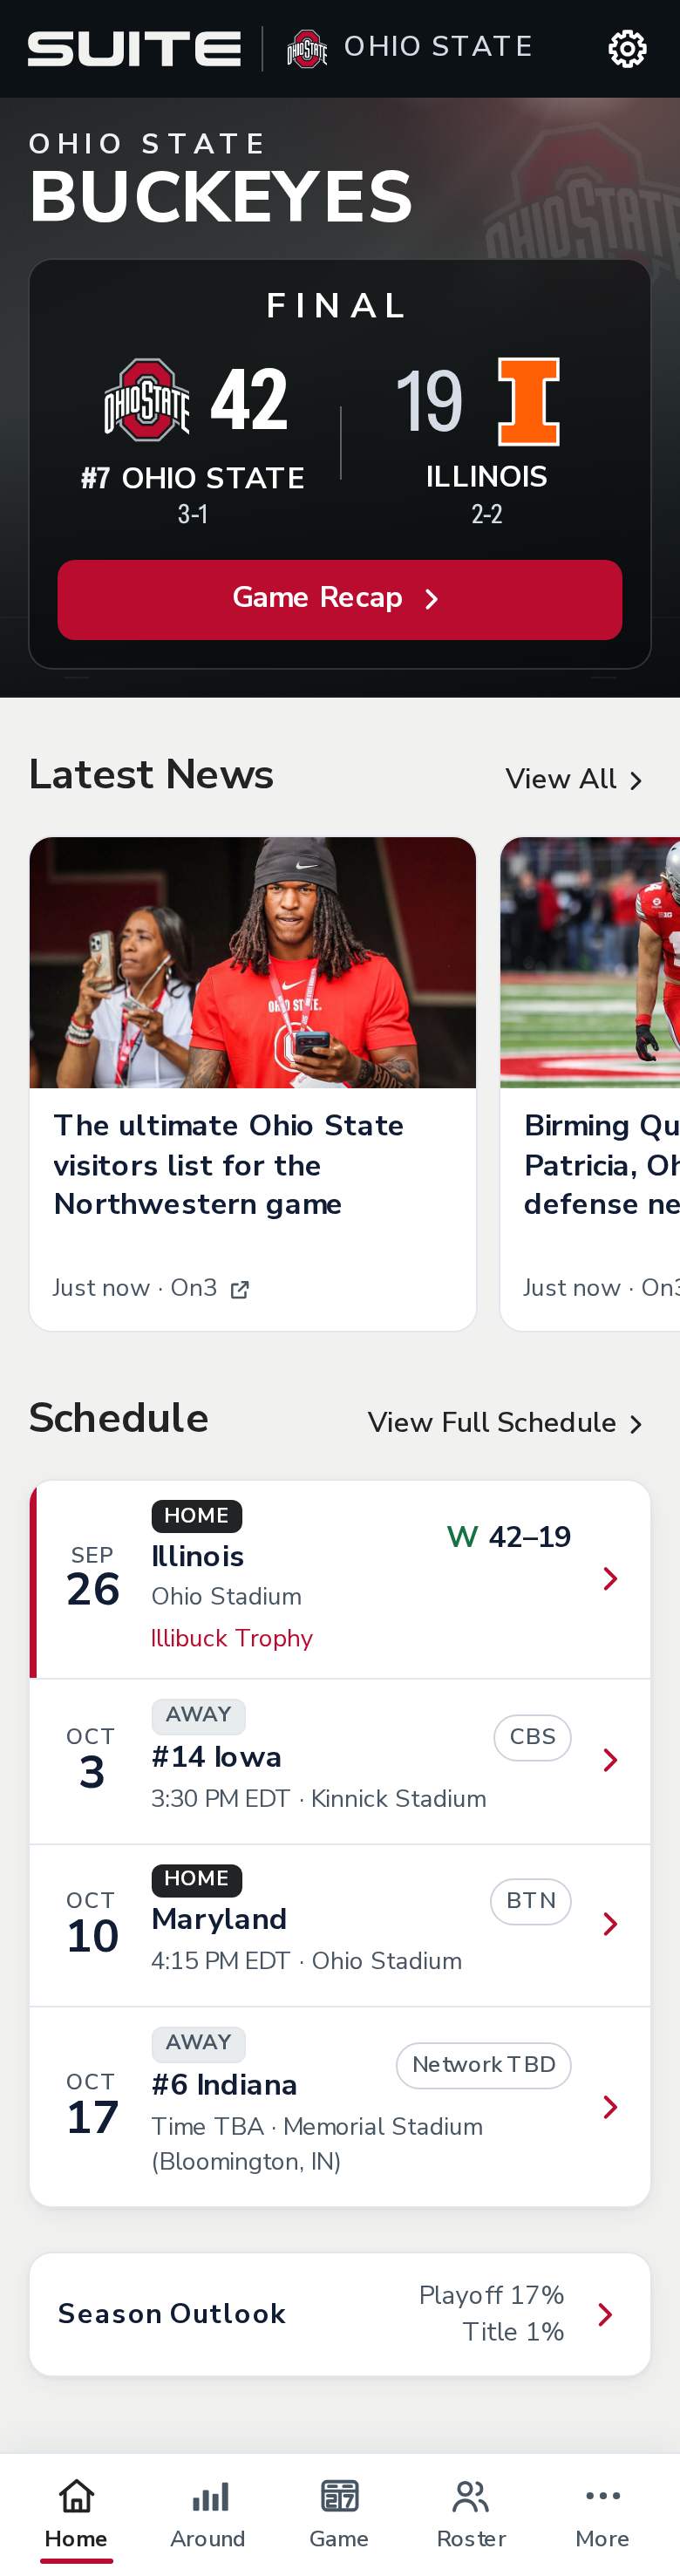 SUITE
OHIO STATE
OHIO STATE
OHIO STATE
BUCKEYES
FINAL
OHIO STATE
42
19
#7 OHIO STATE
ILLINOIS
3-1
2-2
Game Recap
Latest News
View All
The ultimate Ohio State
visitors list for the
Northwestern game
Just now · On3
Birming Qu
Patricia, Oh
defense ne
Just now · On3
Schedule
View Full Schedule
SEP
26
HOME
Illinois
Ohio Stadium
Illibuck Trophy
W 42–19
OCT
3
AWAY
#14 Iowa
3:30 PM EDT · Kinnick Stadium
CBS
OCT
10
HOME
Maryland
4:15 PM EDT · Ohio Stadium
BTN
OCT
17
AWAY
#6 Indiana
Time TBA · Memorial Stadium
(Bloomington, IN)
Network TBD
Season Outlook
Playoff 17%
Title 1%
Home
Around
Game
Roster
More